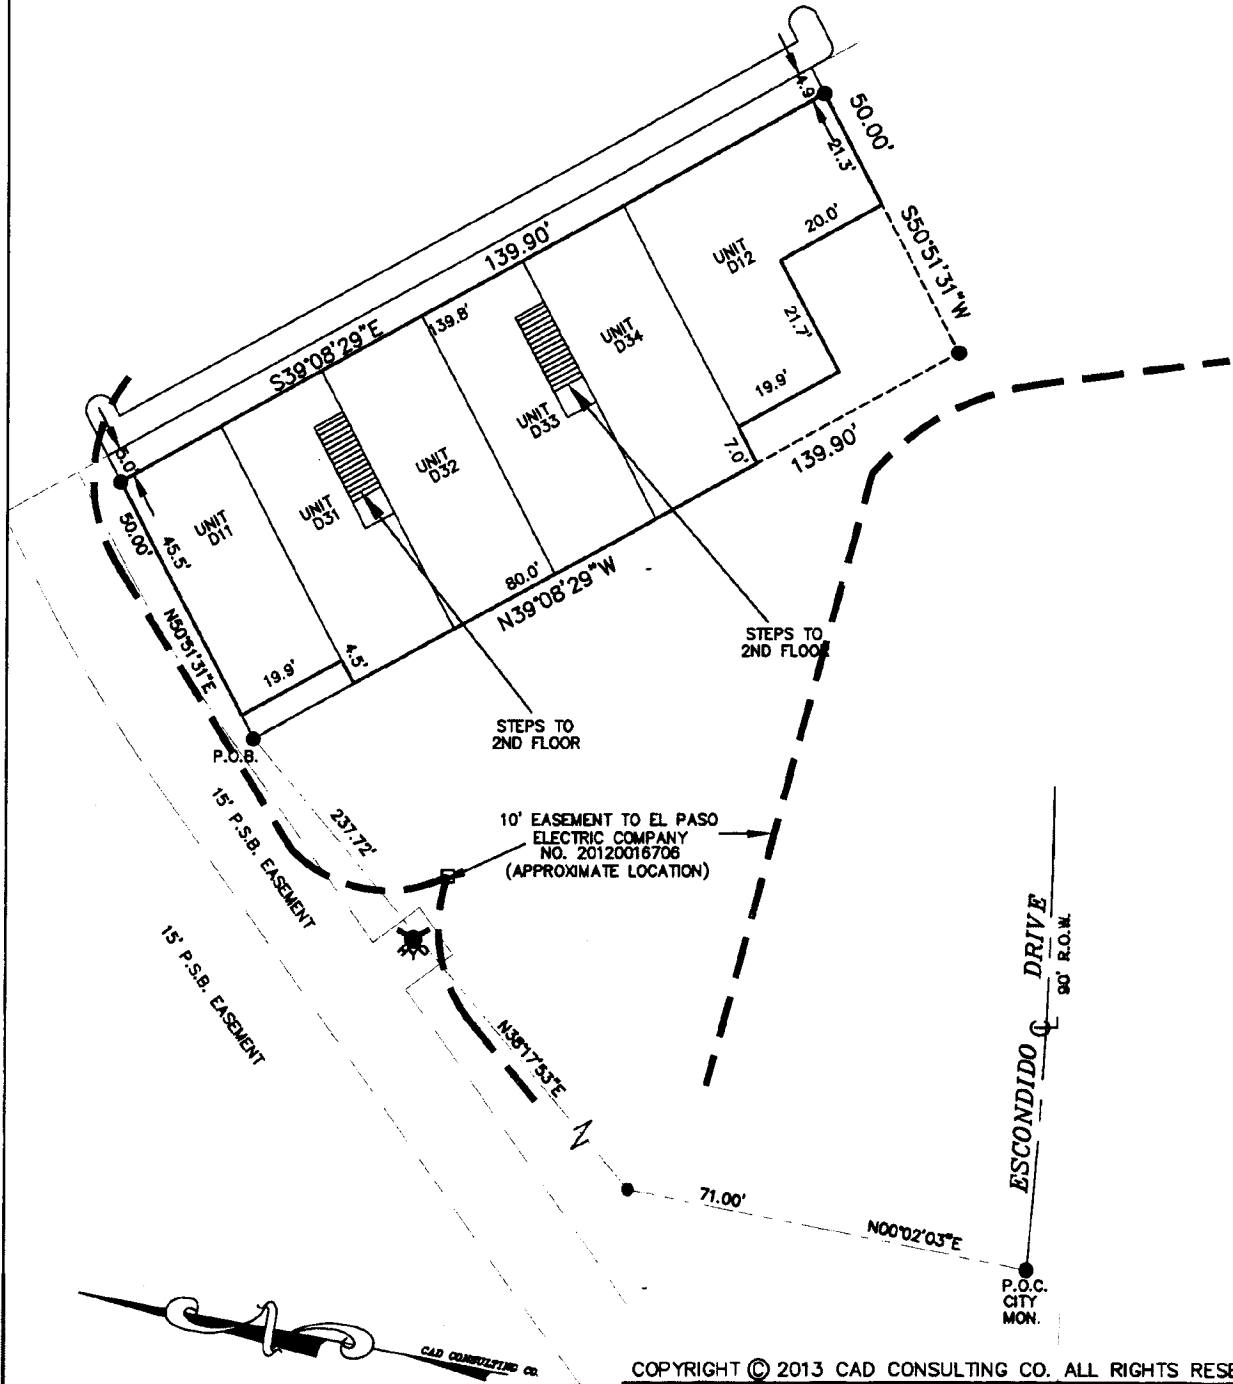 4.9
50.00'
21.3'
20.0'
S50°51'31"W
139.90'
UNIT
D12
139.8'
21.7'
S39°08'29"E
UNIT
D34
19.9'
UNIT
D33
7.0'
139.90'
5.0'
UNIT
D32
UNIT
D31
UNIT
D11
50.00'
45.5'
80.0'
N39°08'29"W
N50°51'31"E
STEPS TO
2ND FLOOR
4.5'
19.9'
STEPS TO
2ND FLOOR
P.O.B.
15' P.S.B. EASEMENT
237.72'
10' EASEMENT TO EL PASO
ELECTRIC COMPANY
NO. 20120016706
(APPROXIMATE LOCATION)
15' P.S.B. EASEMENT
HYD
ESCONDIDO DRIVE
90' R.O.W.
N38°17'53"E
71.00'
N00°02'03"E
P.O.C.
CITY
MON.
CAD CONSULTING CO.
COPYRIGHT © 2013 CAD CONSULTING CO. ALL RIGHTS RESE